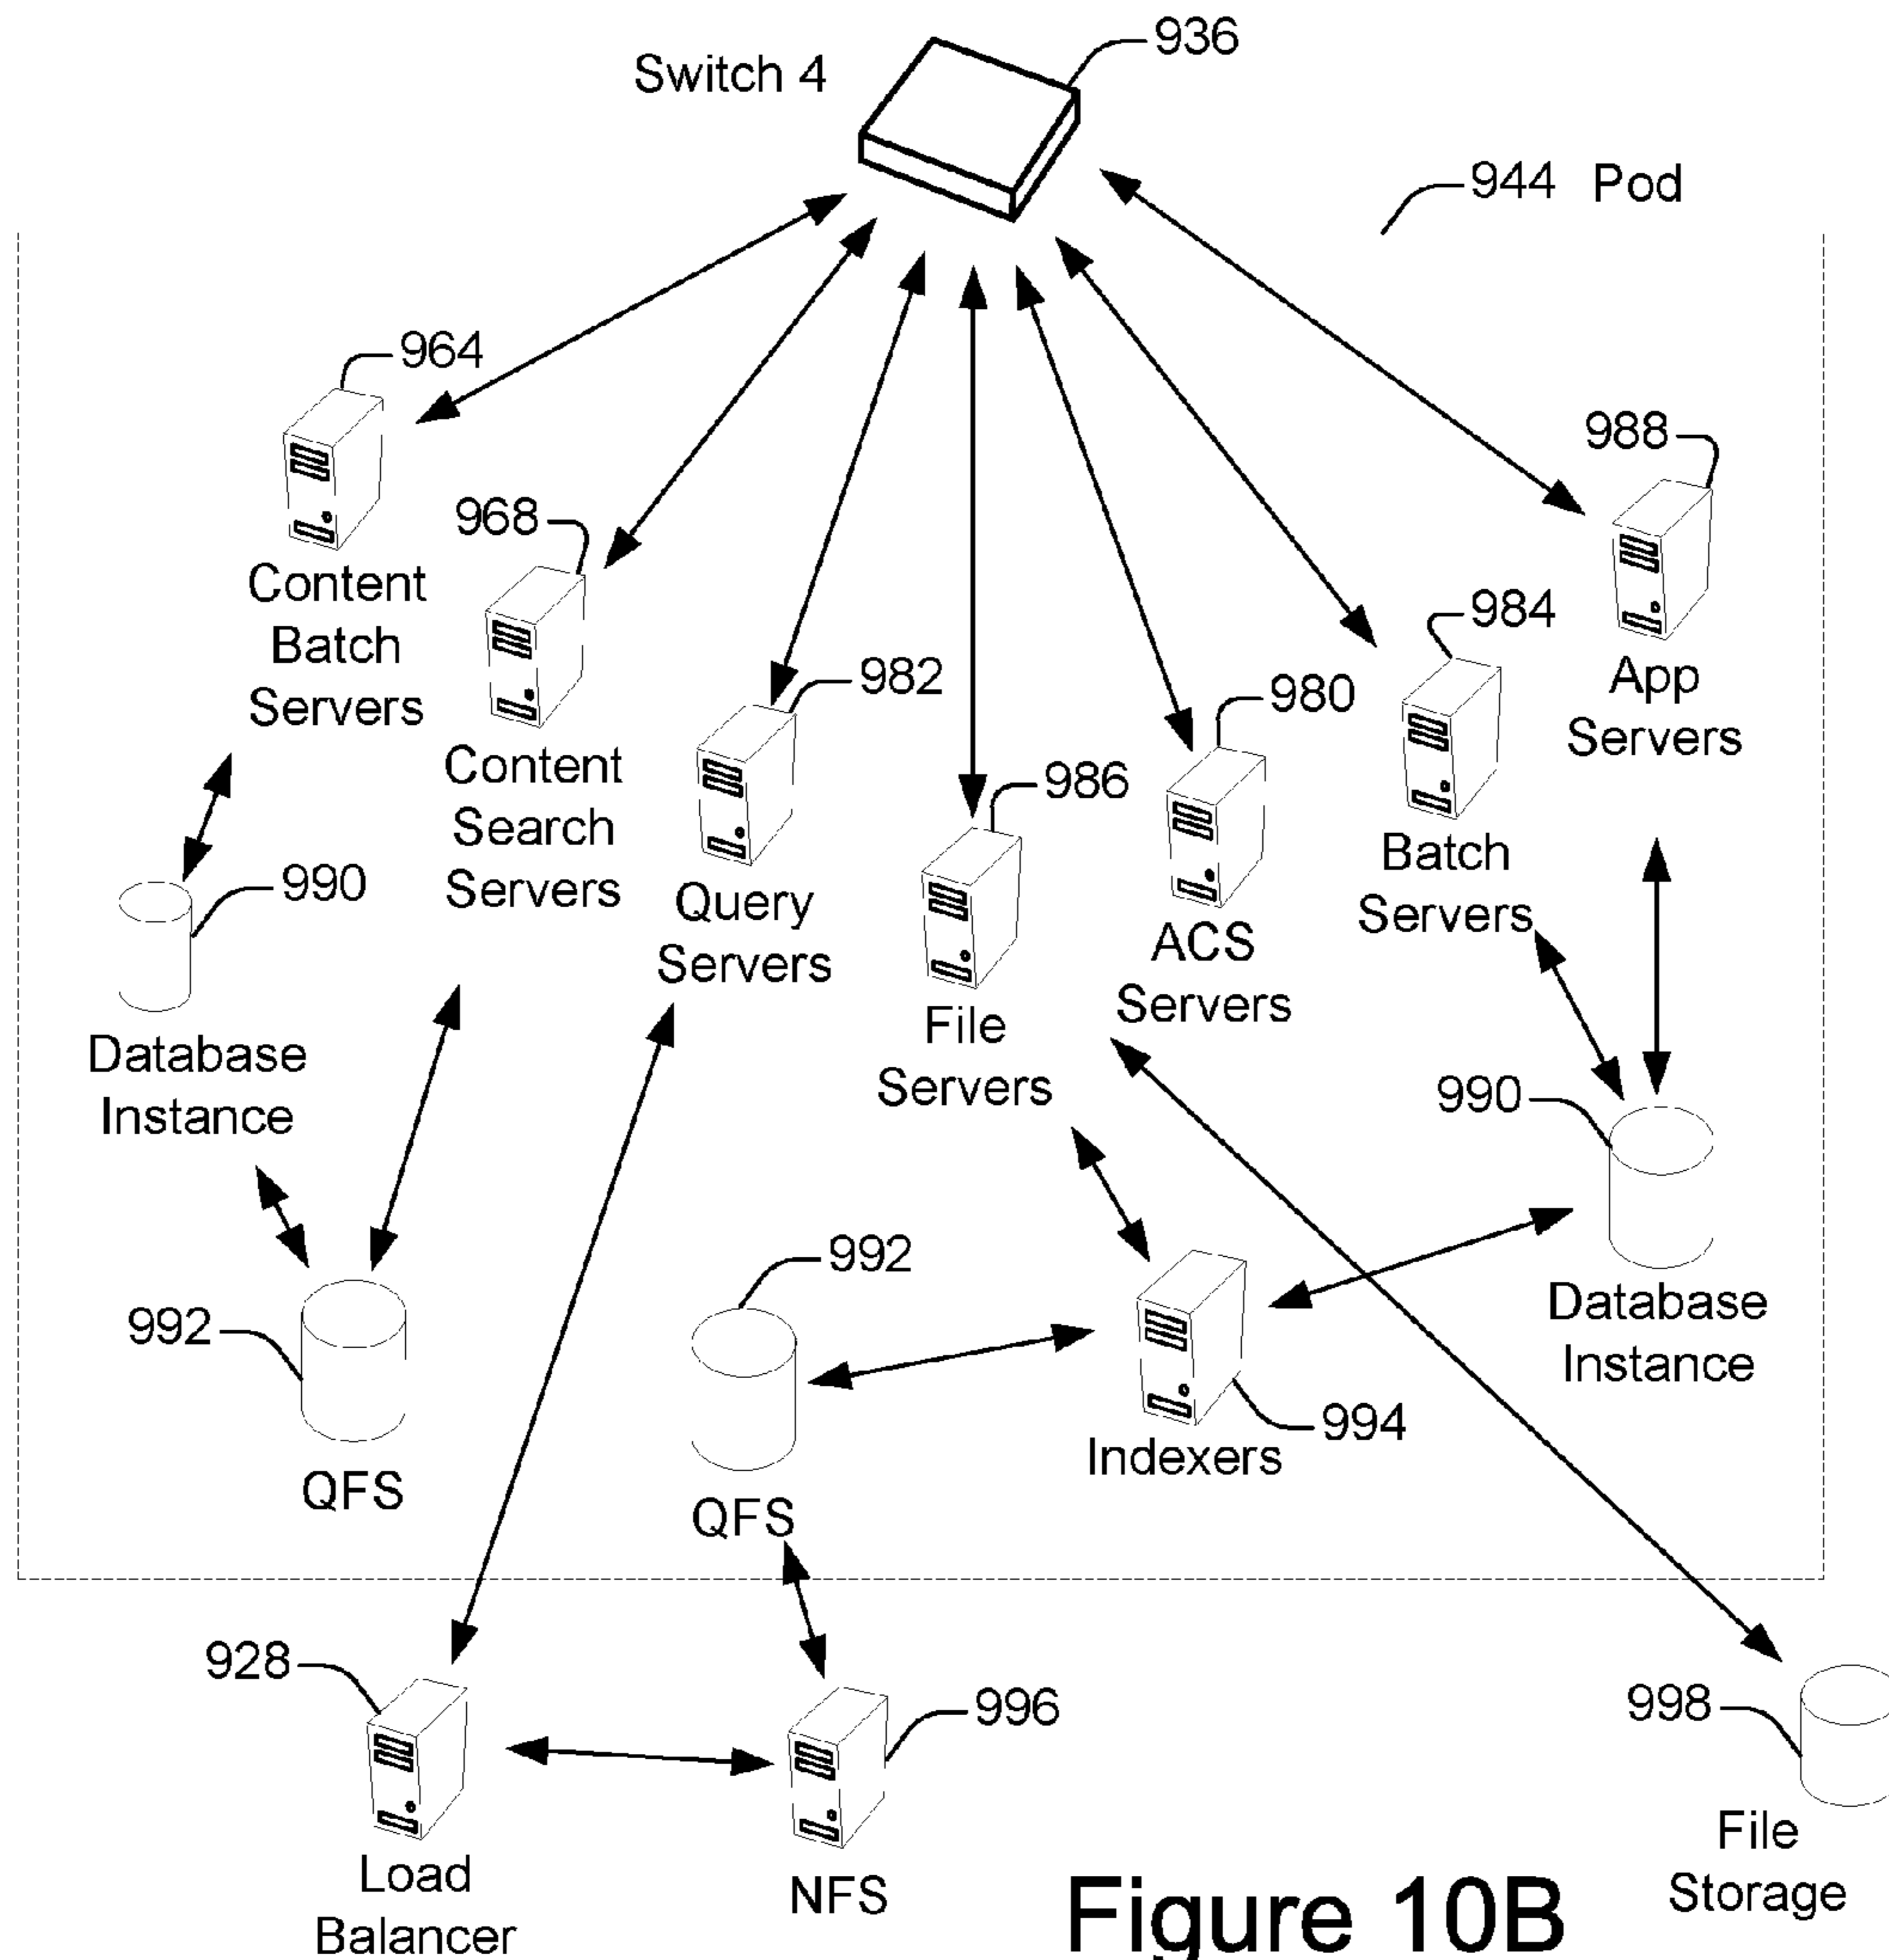 936
Switch 4
944 Pod
964
Content
Batch
Servers
968
Content
Search
Servers
982
Query
Servers
986
File
Servers
980
ACS
Servers
984
Batch
Servers
988
App
Servers
990
Database
Instance
990
Database
Instance
992
QFS
992
QFS
994
Indexers
928
Load
Balancer
996
NFS
998
File
Storage
Figure 10B